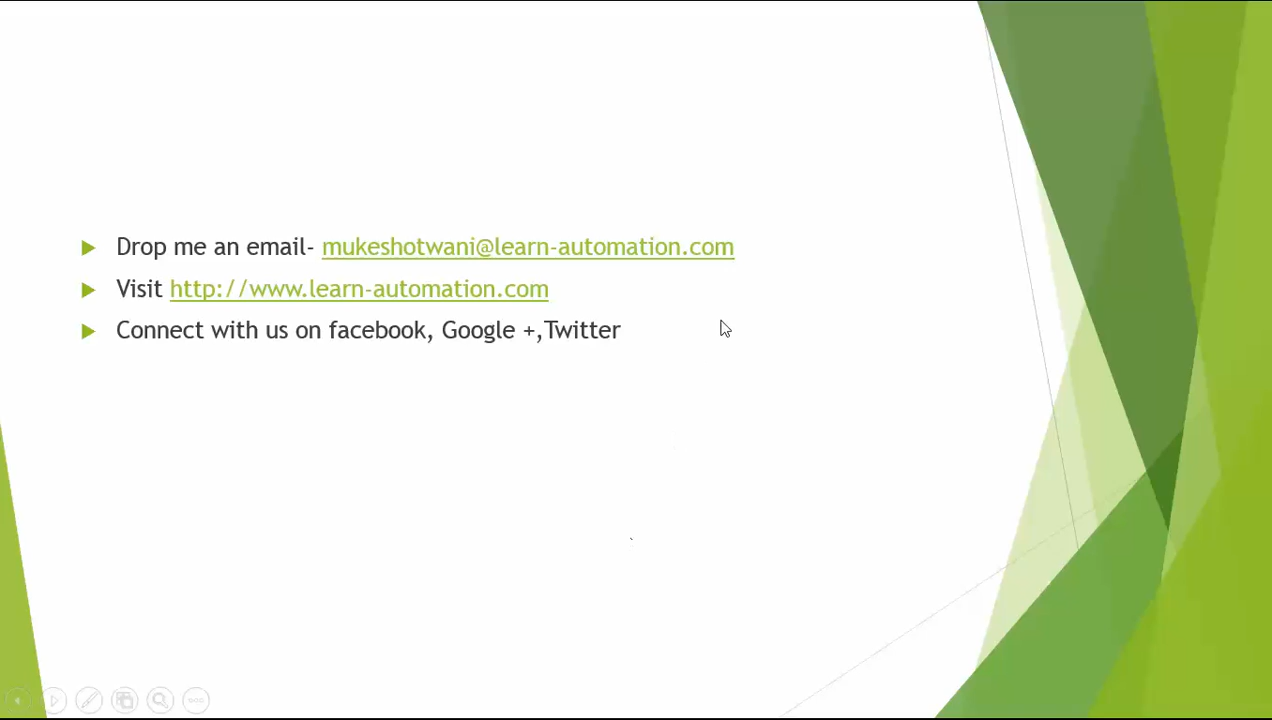 Drop me an email- mukeshotwani@learn-automation.com
Visit http://www.learn-automation.com
Connect with us on facebook, Google +,Twitter